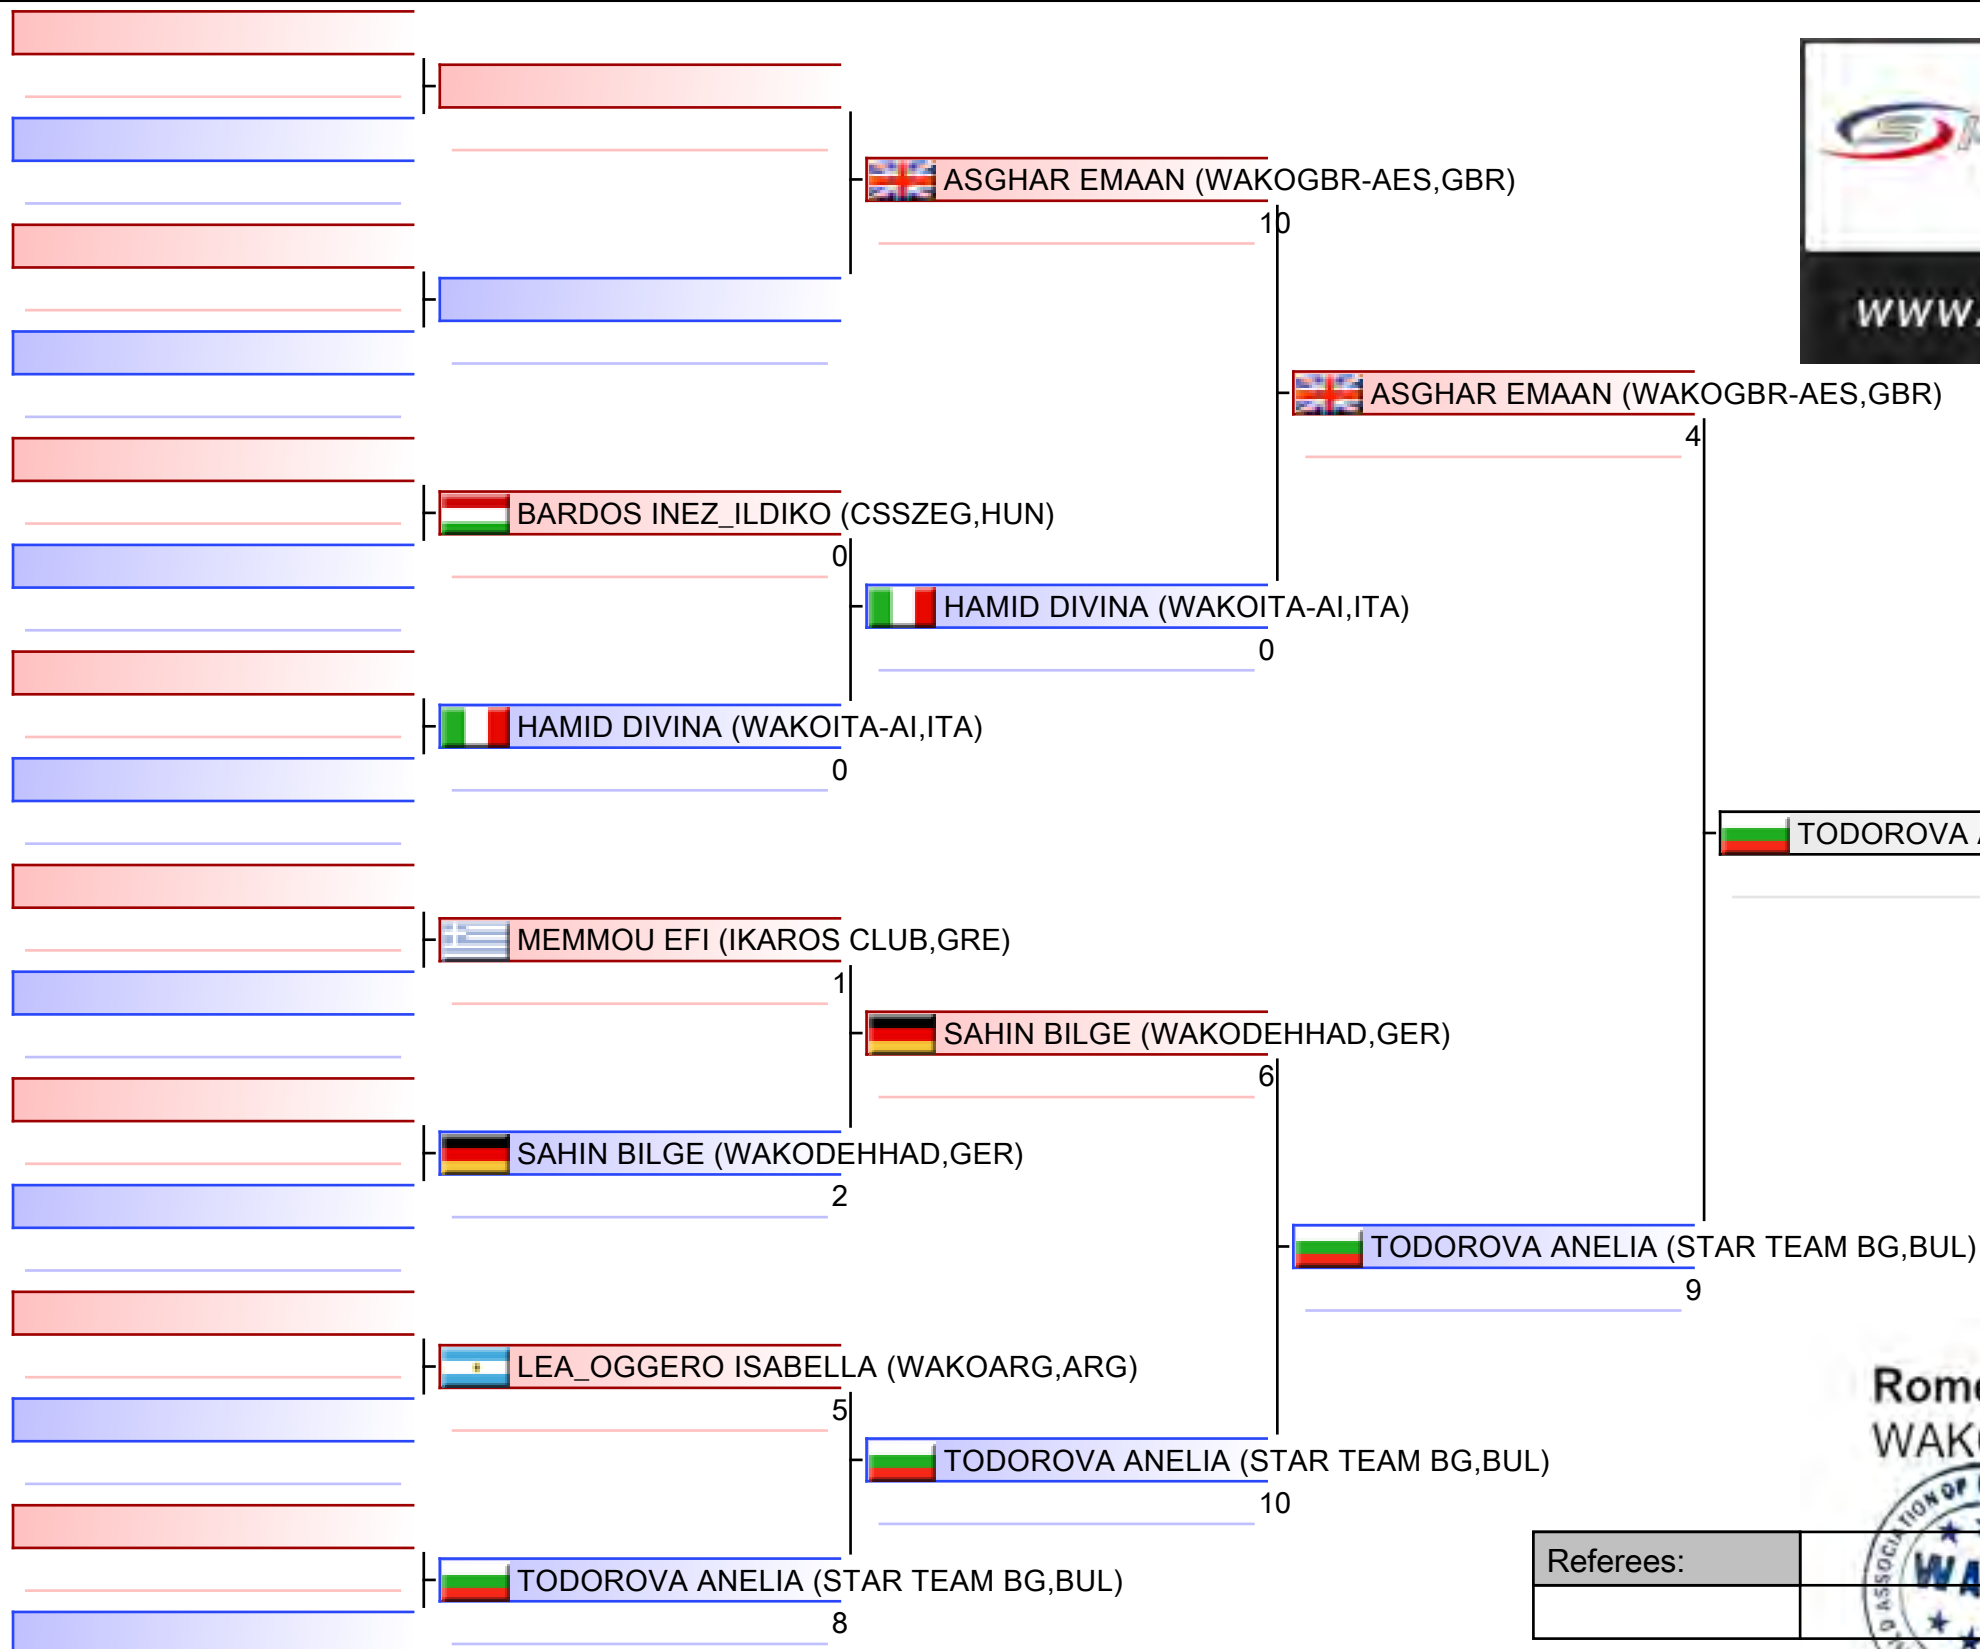 ASGHAR EMAAN (WAKOGBR-AES,GBR)
10
www.
ASGHAR EMAAN (WAKOGBR-AES,GBR)
4
BARDOS INEZ_ILDIKO (CSSZEG,HUN)
0
HAMID DIVINA (WAKOITA-AI,ITA)
0
HAMID DIVINA (WAKOITA-AI,ITA)
0
TODOROVA
MEMMOU EFI (IKAROS CLUB,GRE)
1
SAHIN BILGE (WAKODEHHAD,GER)
6
SAHIN BILGE (WAKODEHHAD,GER)
2
TODOROVA ANELIA (STAR TEAM BG,BUL)
9
LEA_OGGERO ISABELLA (WAKOARG,ARG)
5
TODOROVA ANELIA (STAR TEAM BG,BUL)
10
Referees:
TODOROVA ANELIA (STAR TEAM BG,BUL)
8